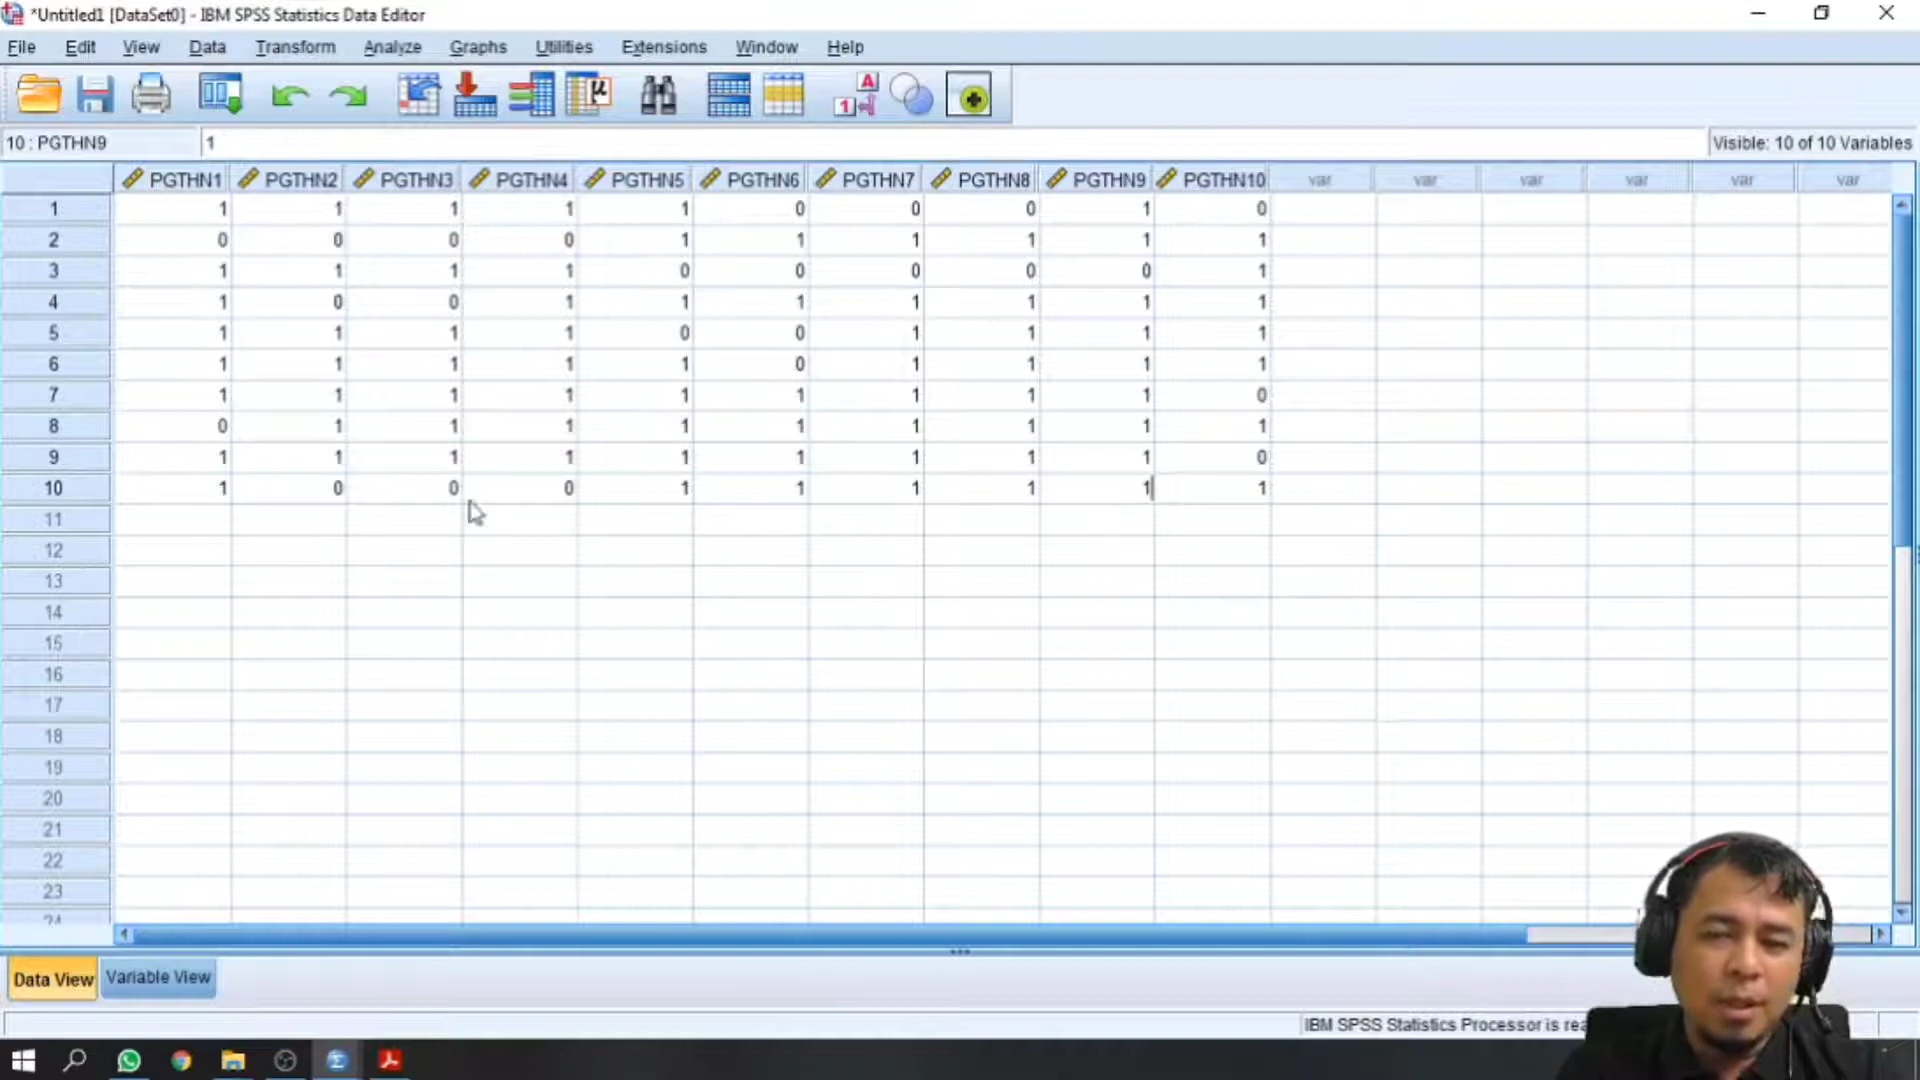 *Untitled1 [DataSet0] - IBM SPSS Statistics Data Editor
File Edit View Data Transform Analyze Graphs Utilities Extensions Window Help
10 : PGTHN9 1 Visible: 10 of 10 Variables
PGTHN1 PGTHN2 PGTHN3 PGTHN4 PGTHN5 PGTHN6 PGTHN7 PGTHN8 PGTHN9 PGTHN10 var var var var var var
1 1 1 1 1 1 0 0 0 1 0
2 0 0 0 0 1 1 1 1 1 1
3 1 1 1 1 0 0 0 0 0 1
4 1 0 0 1 1 1 1 1 1 1
5 1 1 1 1 0 0 1 1 1 1
6 1 1 1 1 1 0 1 1 1 1
7 1 1 1 1 1 1 1 1 1 0
8 0 1 1 1 1 1 1 1 1 1
9 1 1 1 1 1 1 1 1 1 0
10 1 0 0 0 1 1 1 1 1 1
11
12
13
14
15
16
17
18
19
20
21
22
23
24
Data View Variable View
IBM SPSS Statistics Processor is